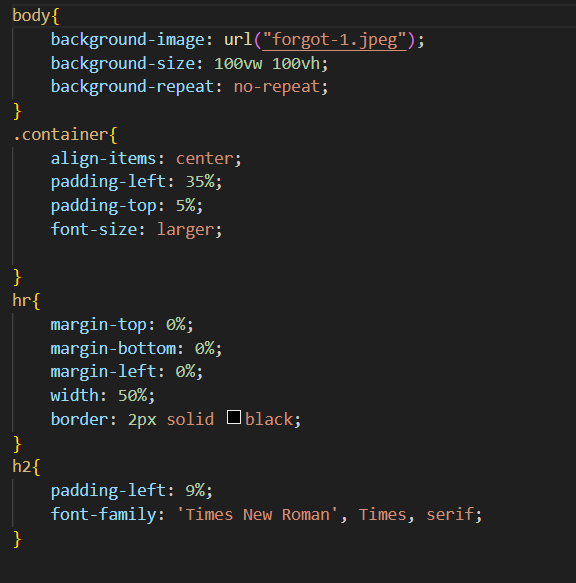 body{
    background-image: url("forgot-1.jpeg");
    background-size: 100vw 100vh;
    background-repeat: no-repeat;
}
.container{
    align-items: center;
    padding-left: 35%;
    padding-top: 5%;
    font-size: larger;

}
hr{
    margin-top: 0%;
    margin-bottom: 0%;
    margin-left: 0%;
    width: 50%;
    border: 2px solid black;
}
h2{
    padding-left: 9%;
    font-family: 'Times New Roman', Times, serif;
}